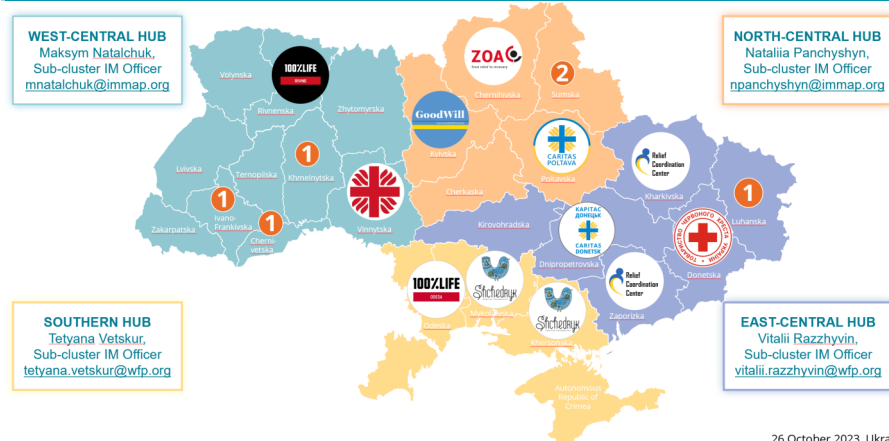 WEST-CENTRAL HUB
Maksym Natalchuk,
Sub-cluster IM Officer
mnatalchuk@immap.org
NORTH-CENTRAL HUB
Nataliia Panchyshyn,
Sub-cluster IM Officer
npanchyshyn@immap.org
SOUTHERN HUB
Tetyana Vetskur,
Sub-cluster IM Officer
tetyana.vetskur@wfp.org
EAST-CENTRAL HUB
Vitalii Razzhyvin,
Sub-cluster IM Officer
vitalii.razzhyvin@wfp.org
Volynska
100%LIFE
Rivnenska
Zhytomyrska
Lvivska
Ternopilska
1
Khmelnytska
1
Ivano-
Frankivska
1
Cherni-
vetska
Zakarpatska
Vinnytska
ZOA
Chernihivska
2
Sumska
GoodWill
Kyivska
CARITAS
POLTAVA
Poltavska
Cherkaska
Relief
Coordination
Center
Kharkivska
1
Luhanska
Kirovohradska
КАРІТАС
ДОНЕЦЬК
CARITAS
DONETSK
Dnipropetrovska
ТОВАРИСТВО ЧЕРВОНОГО ХРЕСТА УКРАЇНИ
Donetska
Relief
Coordination
Center
Zaporizka
100%LIFE
ODESA
Odeska
Shchedryk
Mykolaivska
Shchedryk
Khersonska
Autonomous
Republic of
Crimea
26 October 2023, Ukra